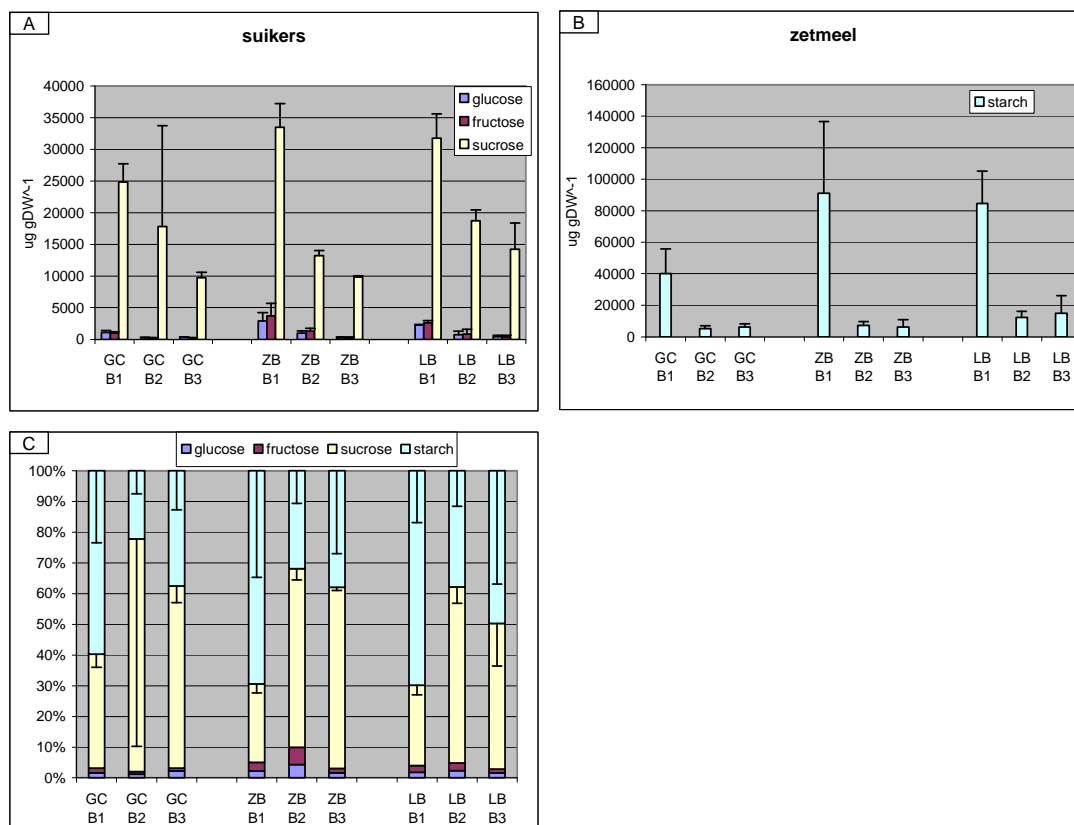 A
suikers
40000
35000
30000
25000
20000
15000
10000
5000
0
ug gDW^-1
glucose
fructose
sucrose
GC B1
GC B2
GC B3
ZB B1
ZB B2
ZB B3
LB B1
LB B2
LB B3
B
zetmeel
160000
140000
120000
100000
80000
60000
40000
20000
0
ug gDW^-1
starch
GC B1
GC B2
GC B3
ZB B1
ZB B2
ZB B3
LB B1
LB B2
LB B3
C
glucose fructose sucrose starch
100%
90%
80%
70%
60%
50%
40%
30%
20%
10%
0%
GC B1
GC B2
GC B3
ZB B1
ZB B2
ZB B3
LB B1
LB B2
LB B3